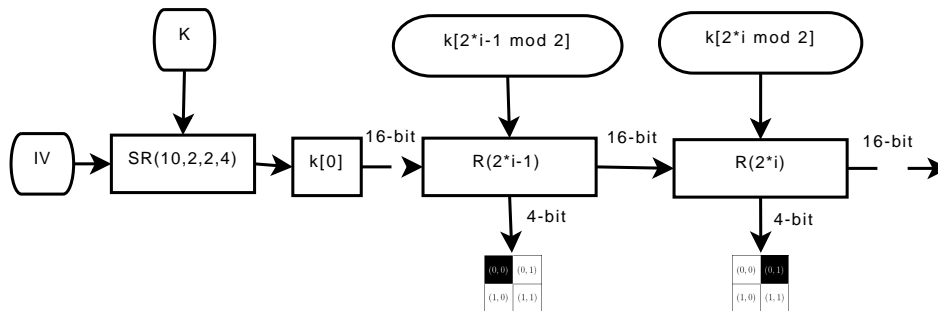 K
k[2*i-1 mod 2]
k[2*i mod 2]
IV
SR(10,2,2,4)
k[0]
16-bit
R(2*i-1)
16-bit
R(2*i)
16-bit
4-bit
4-bit
(0, 0) (0, 1)
(1, 0) (1, 1)
(0, 0) (0, 1)
(1, 0) (1, 1)